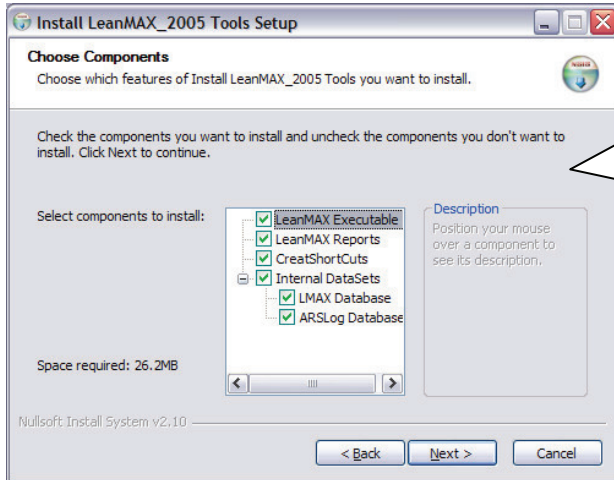 Install LeanMAX_2005 Tools Setup
Choose Components
Choose which features of Install LeanMAX_2005 Tools you want to install.
Check the components you want to install and uncheck the components you don't want to
install. Click Next to continue.
Select components to install:
LeanMAX Executable
LeanMAX Reports
CreatShortCuts
Internal DataSets
LMAX Database
ARSLog Database
Description
Position your mouse
over a component to
see its description.
Space required: 26.2MB
Nullsoft Install System v2.10
< Back
Next >
Cancel